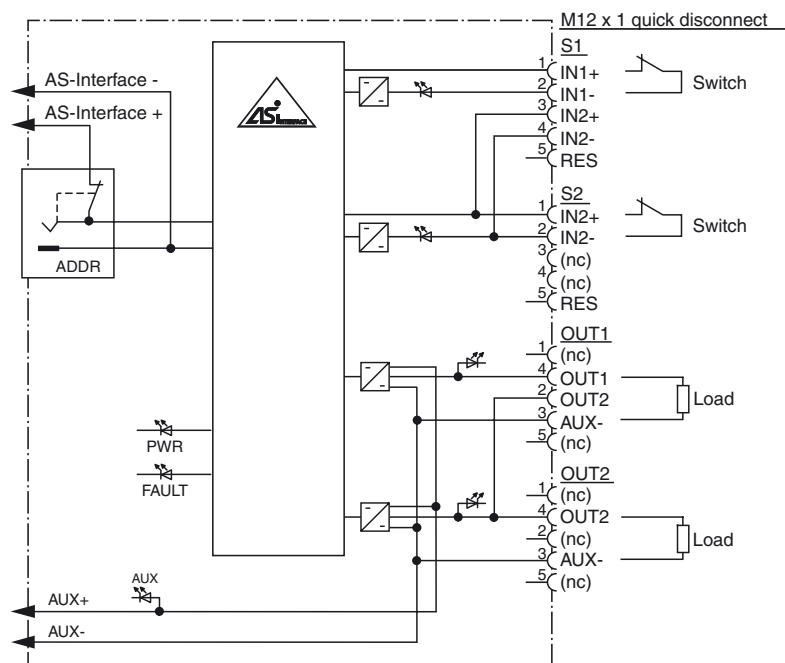 M12 x 1 quick disconnect
S1
1 IN1+
2 IN1-
3 IN2+
4 IN2-
5 RES
Switch
AS-Interface -
AS-Interface +
ASi INTERFACE
ADDR
S2
1 IN2+
2 IN2-
3 (nc)
4 (nc)
5 RES
Switch
OUT1
1 (nc)
4 OUT1
2 OUT2
3 AUX-
5 (nc)
Load
PWR
FAULT
OUT2
1 (nc)
4 OUT2
2 (nc)
3 AUX-
5 (nc)
Load
AUX
AUX+
AUX-